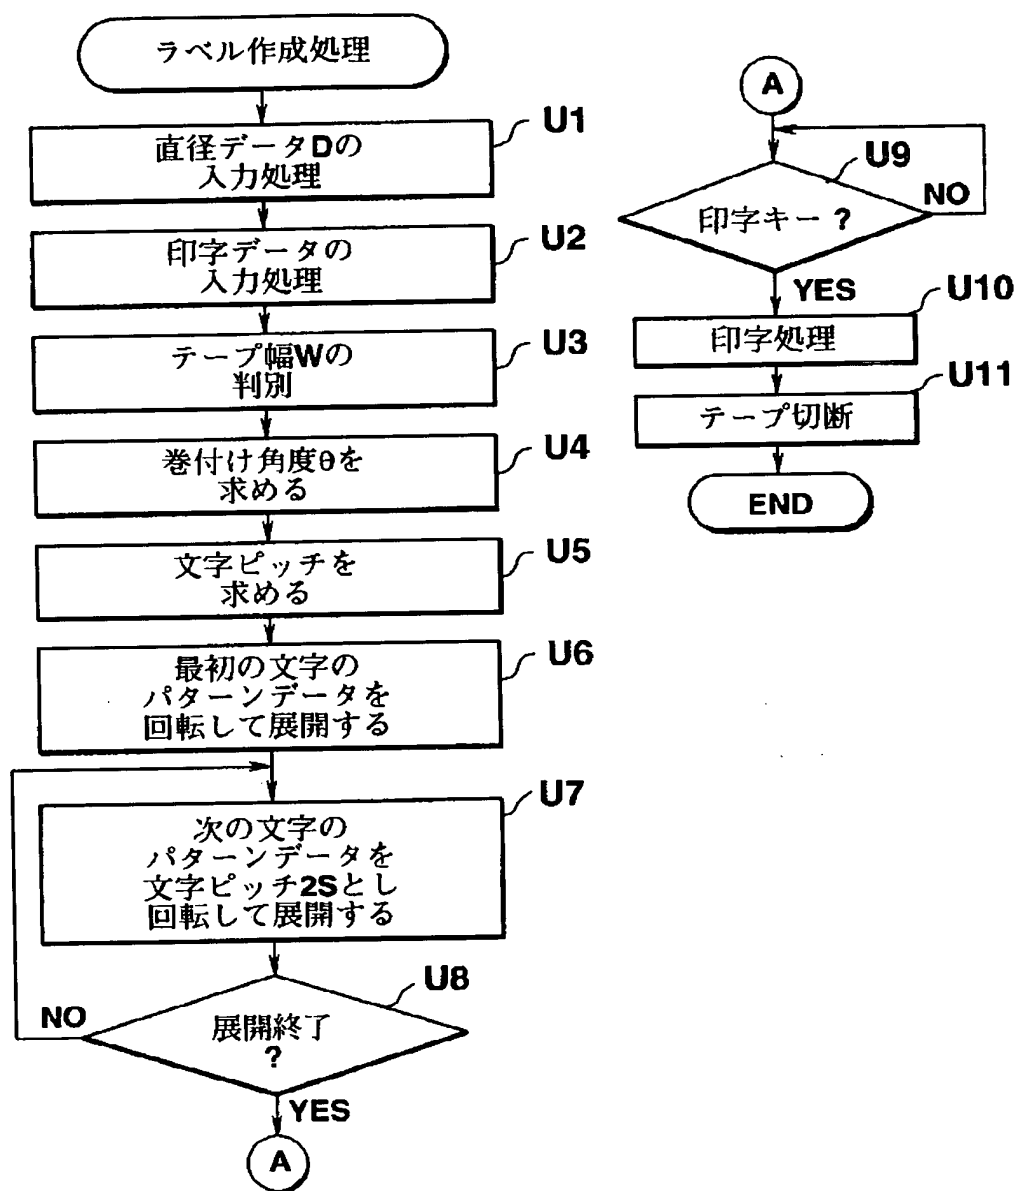 ラベル作成処理
U1
直径データDの
入力処理
U2
印字データの
入力処理
U3
テープ幅Wの
判別
U4
巻付け角度θを
求める
U5
文字ピッチを
求める
U6
最初の文字の
パターンデータを
回転して展開する
U7
次の文字の
パターンデータを
文字ピッチ2Sとし
回転して展開する
U8
展開終了
?
NO
YES
A
A
U9
印字キー ?
NO
YES
U10
印字処理
U11
テープ切断
END